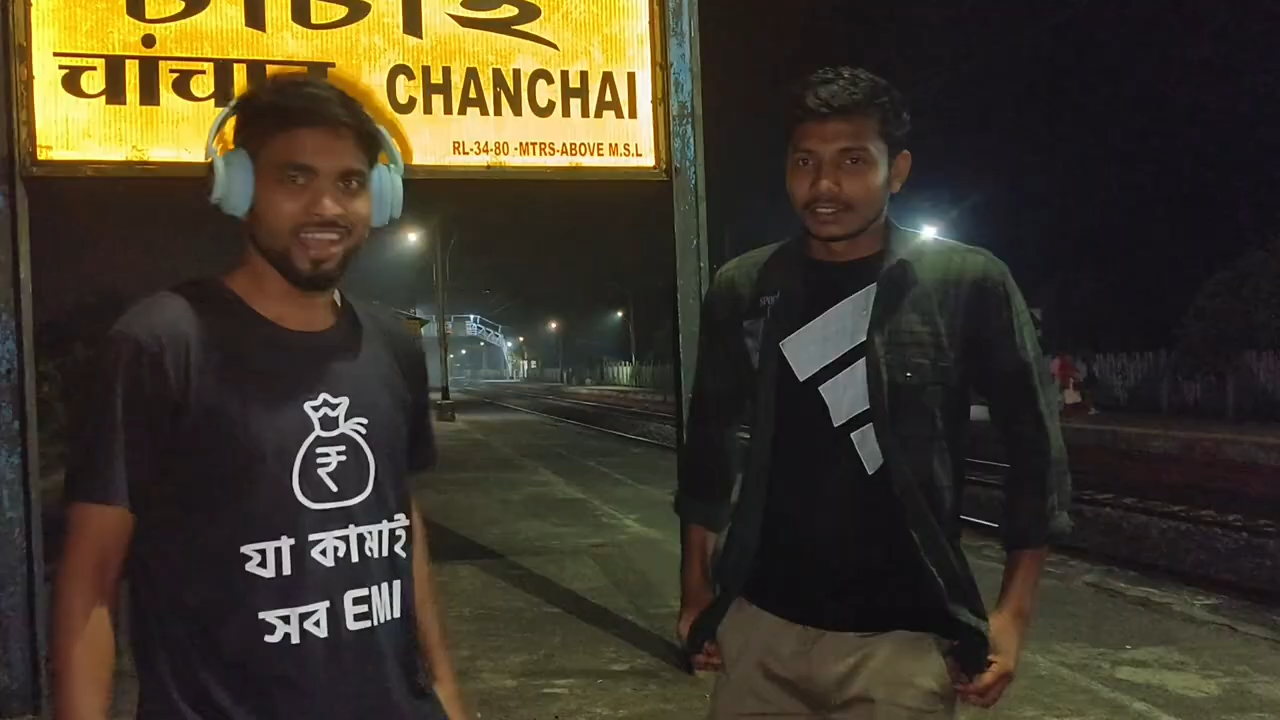 চাঁচাই
CHANCHAI
RL-34-80 -MTRS-ABOVE M.S.L
₹
যা কামাই
সব EMI